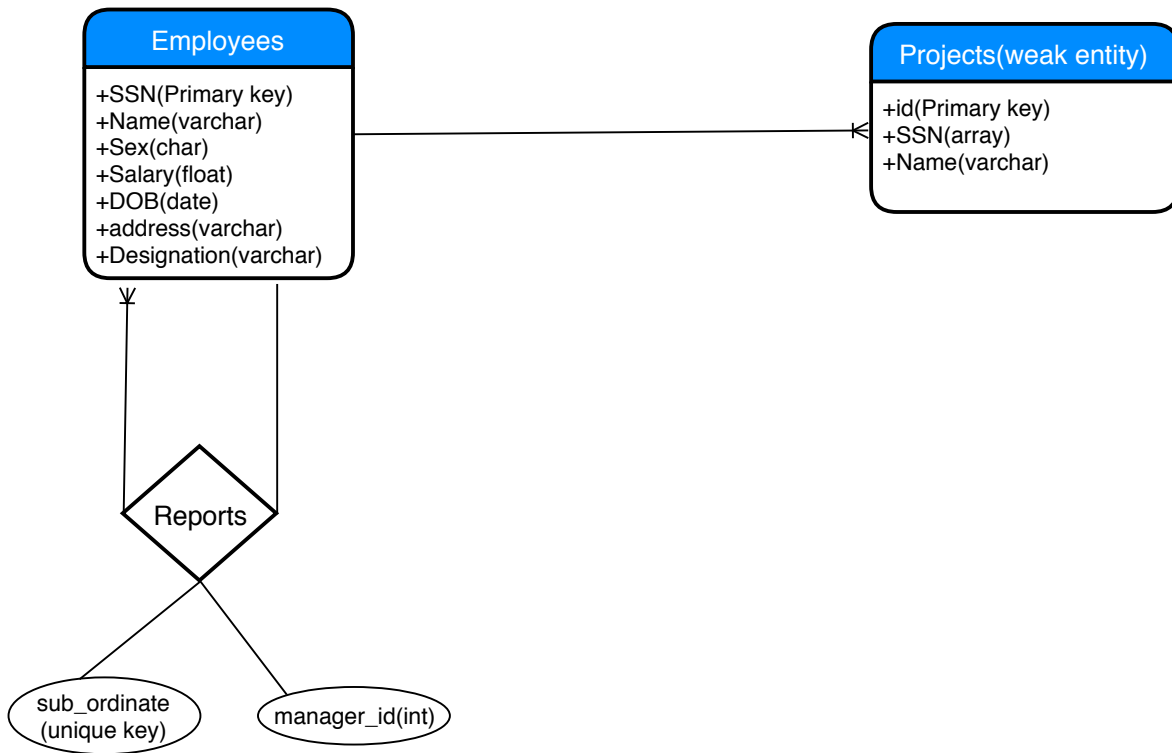 Employees
+SSN(Primary key)
+Name(varchar)
+Sex(char)
+Salary(float)
+DOB(date)
+address(varchar)
+Designation(varchar)
Projects(weak entity)
+id(Primary key)
+SSN(array)
+Name(varchar)
Reports
sub_ordinate
(unique key)
manager_id(int)